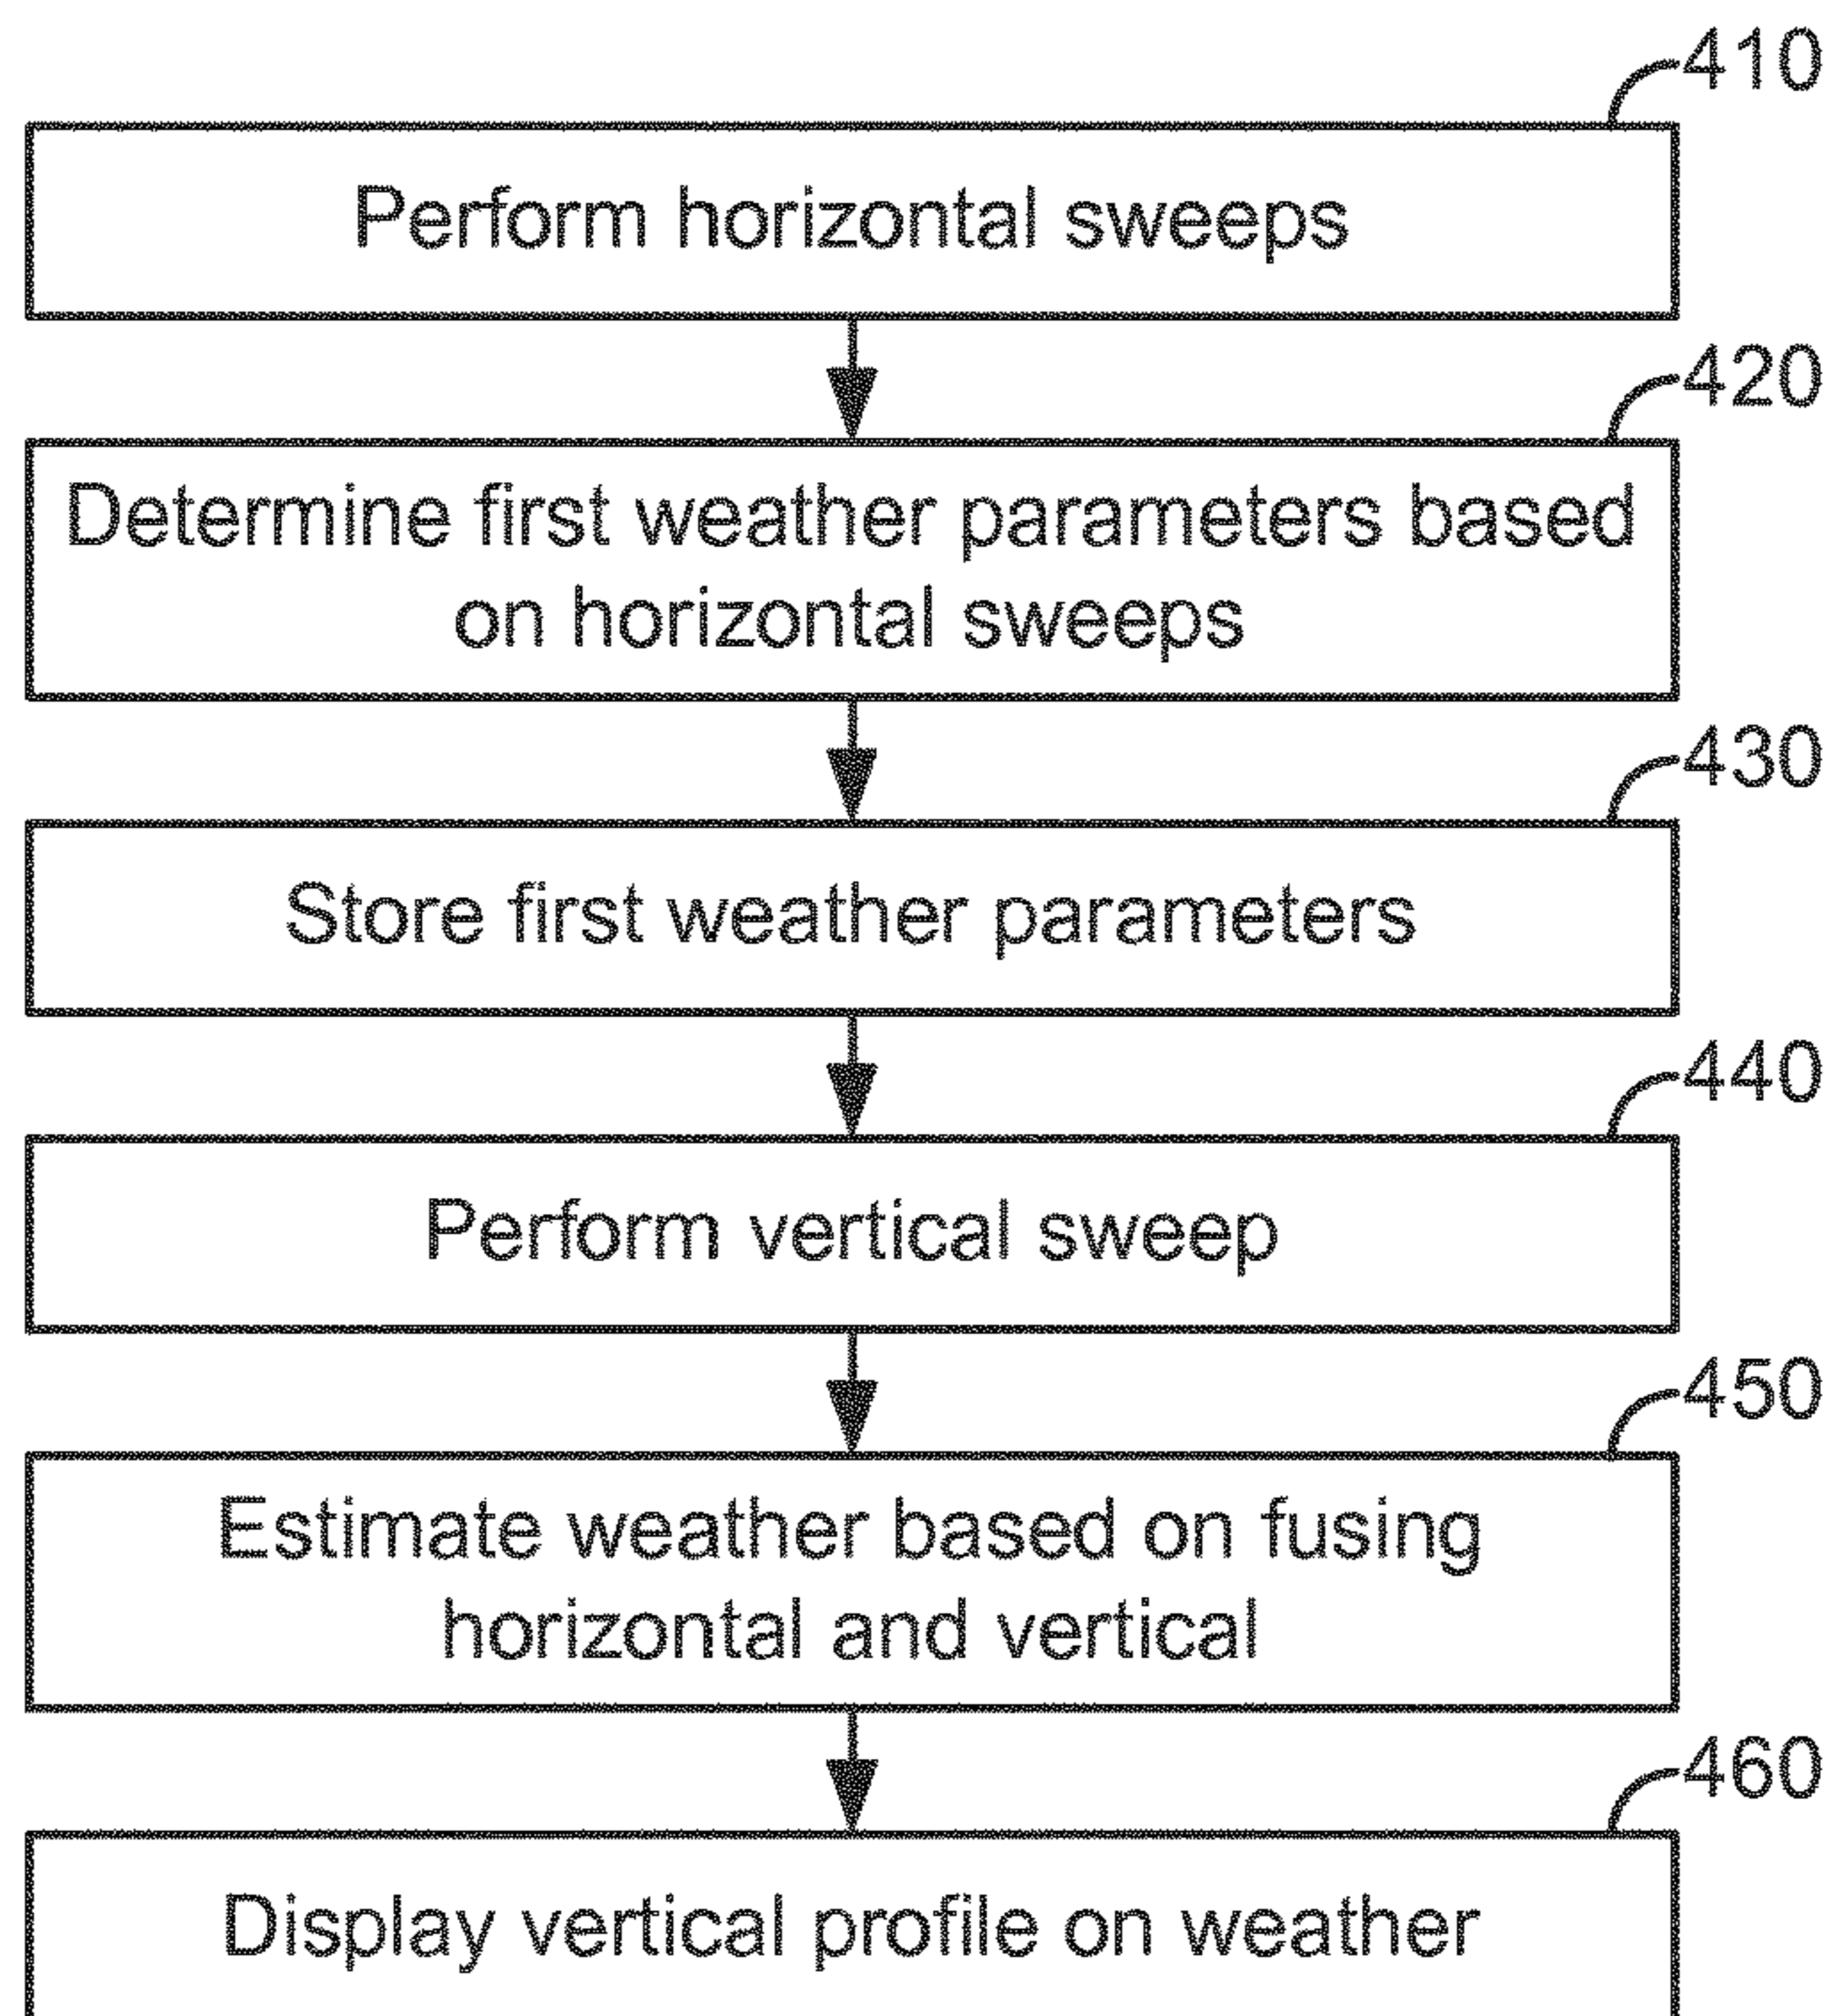 410
Perform horizontal sweeps
420
Determine first weather parameters based
on horizontal sweeps
430
Store first weather parameters
440
Perform vertical sweep
450
Estimate weather based on fusing
horizontal and vertical
460
Display vertical profile on weather